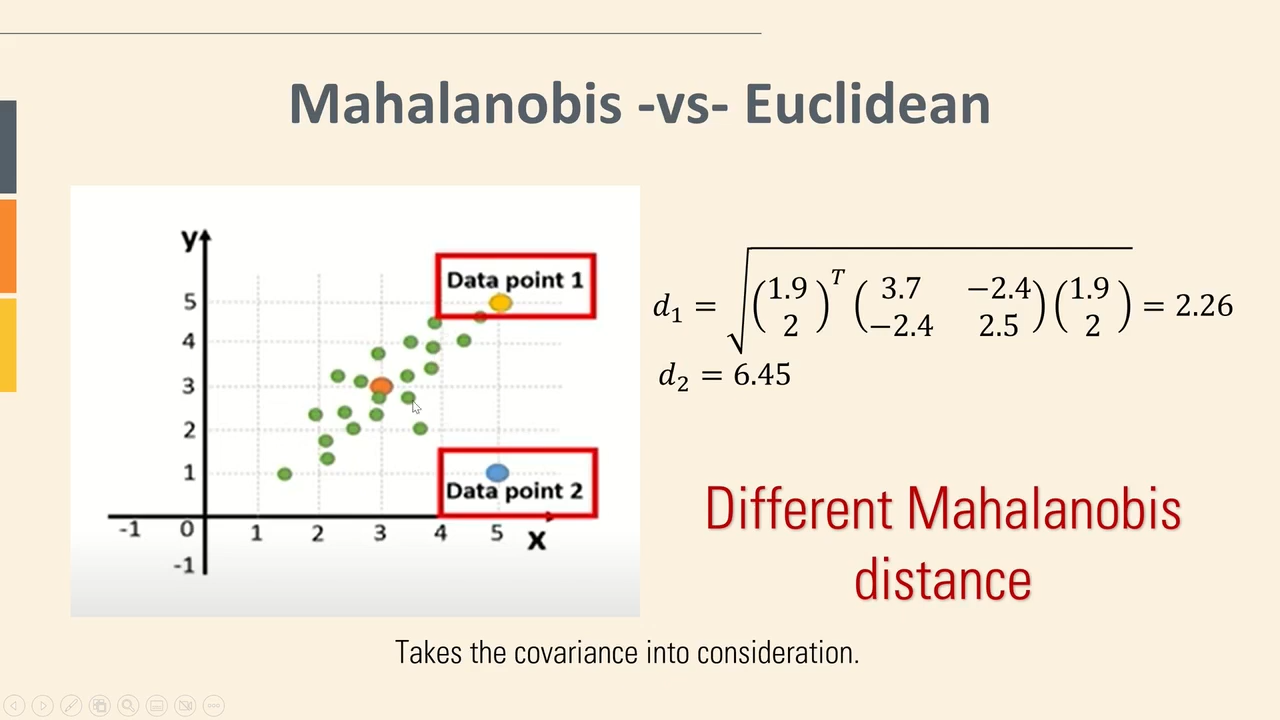 Mahalanobis -vs- Euclidean
y
Data point 1
5
4
3
2
1
Data point 2
-1 0 1 2 3 4 5 x
-1
d₁ = √((1.9 2)ᵀ (3.7 −2.4 −2.4 2.5) (1.9 2)) = 2.26
d₂ = 6.45
Different Mahalanobis
distance
Takes the covariance into consideration.